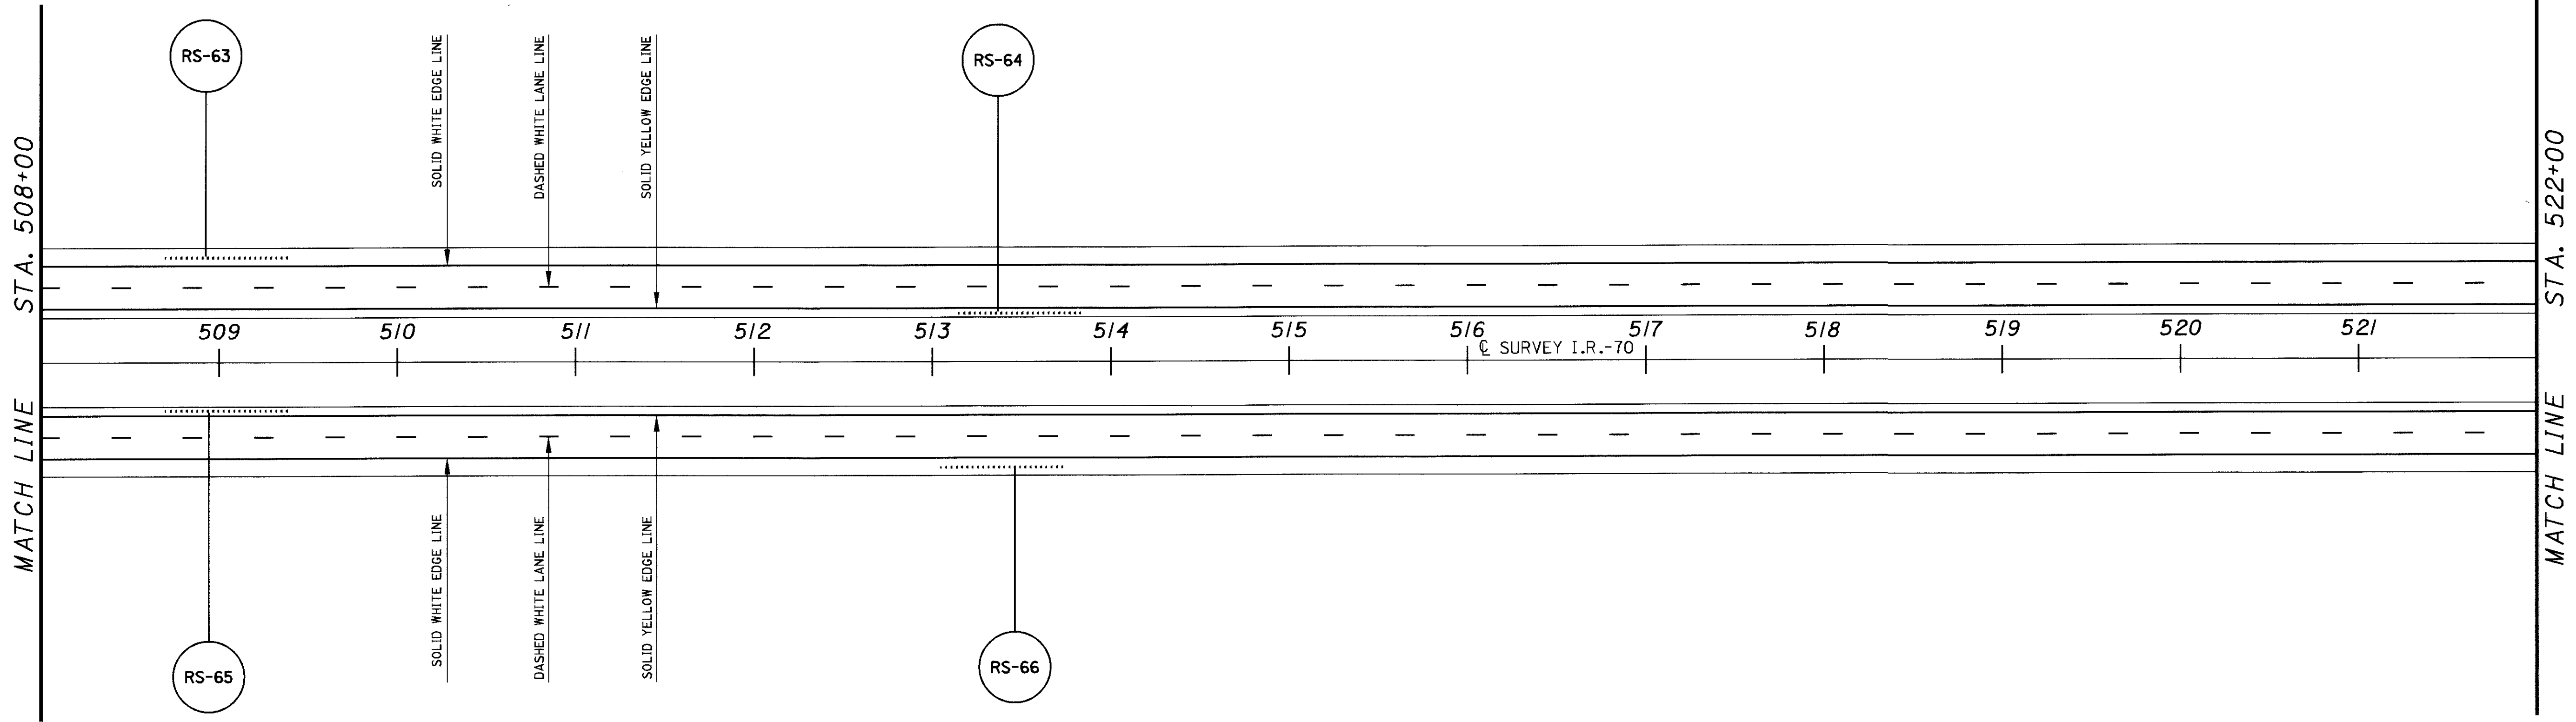 RS-63
RS-64
SOLID WHITE EDGE LINE
DASHED WHITE LANE LINE
SOLID YELLOW EDGE LINE
MATCH LINE STA. 508+00
MATCH LINE STA. 522+00
509 510 511 512 513 514 515 516 517 518 519 520 521
℄ SURVEY I.R.-70
SOLID WHITE EDGE LINE
DASHED WHITE LANE LINE
SOLID YELLOW EDGE LINE
RS-65
RS-66